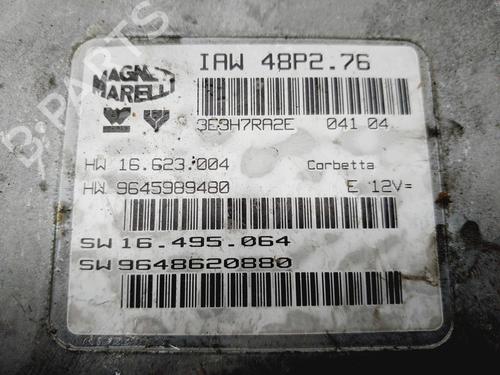 B-PARTS
MAGNETI
MARELLI
IAW 48P2.76
3E3H7RA2E 041 04
HW 16.623.004 Corbetta
HW 9645989480 E 12V=
SW 16.495.064
SW 9648620880